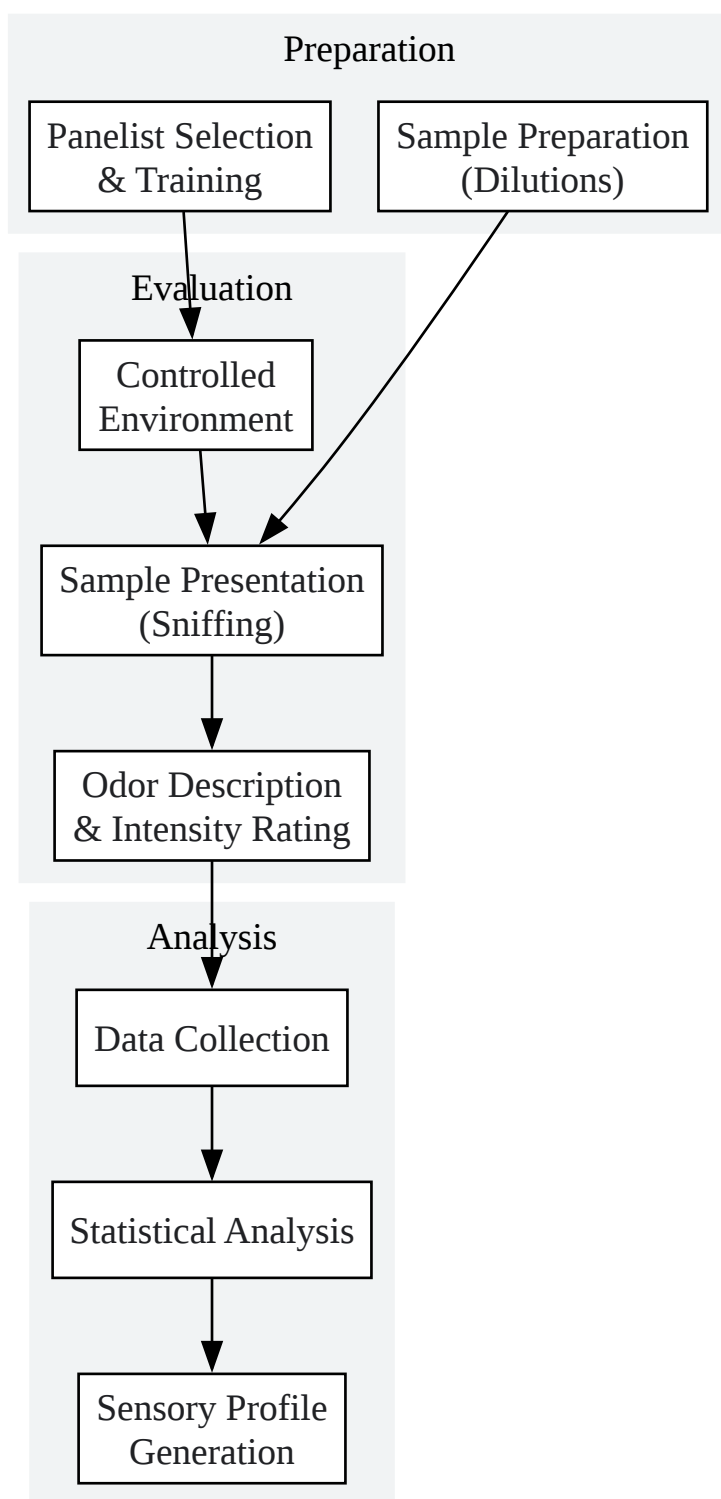 Preparation
Panelist Selection
& Training
Sample Preparation
(Dilutions)
Evaluation
Controlled
Environment
Sample Presentation
(Sniffing)
Odor Description
& Intensity Rating
Analysis
Data Collection
Statistical Analysis
Sensory Profile
Generation